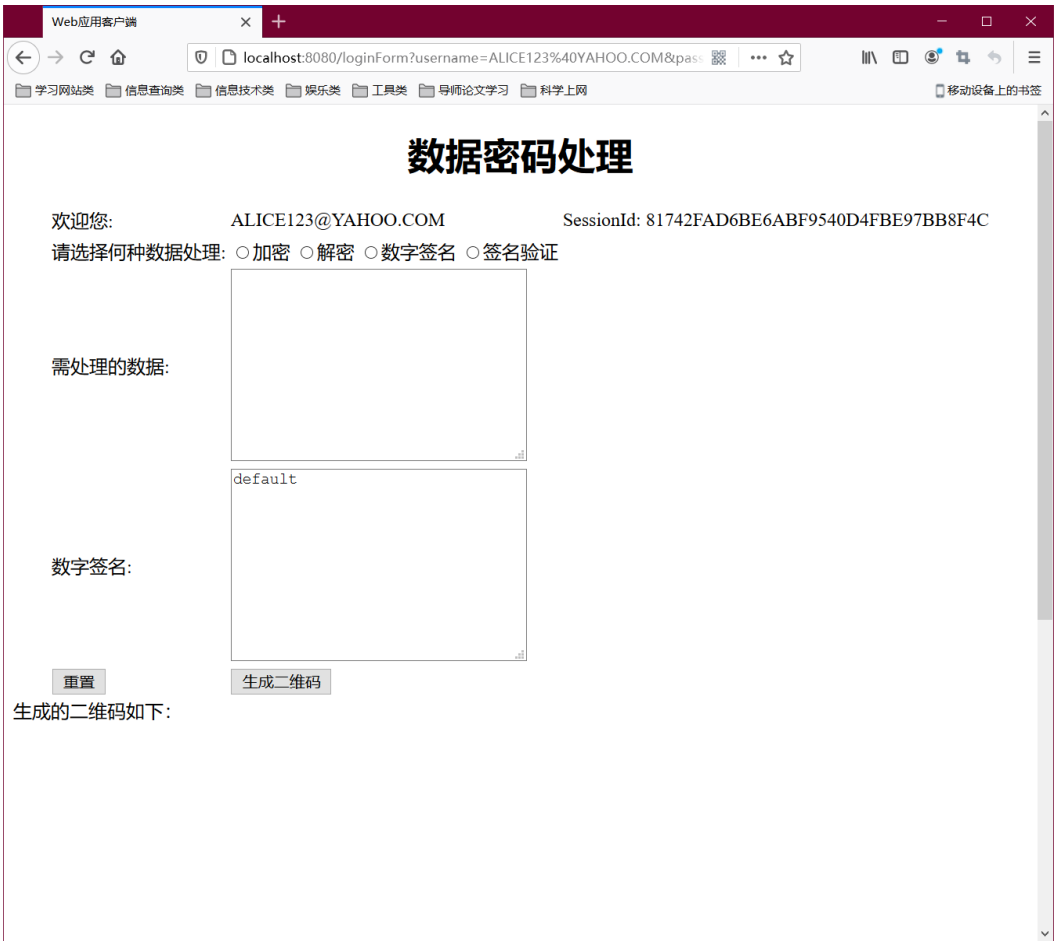 Web应用客户端
localhost:8080/loginForm?username=ALICE123%40YAHOO.COM&pass
学习网站类 信息查询类 信息技术类 娱乐类 工具类 导师论文学习 科学上网 移动设备上的书签
数据密码处理
欢迎您: ALICE123@YAHOO.COM SessionId: 81742FAD6BE6ABF9540D4FBE97BB8F4C
请选择何种数据处理: 加密 解密 数字签名 签名验证
需处理的数据:
default
数字签名:
重置 生成二维码
生成的二维码如下：